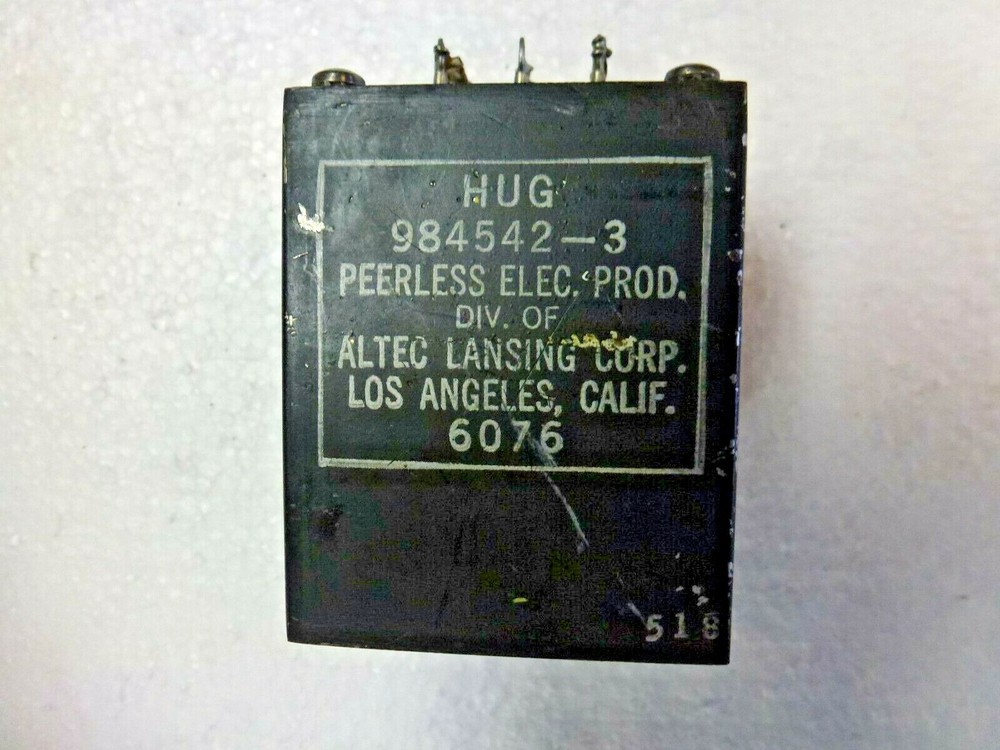 HUG
984542-3
PEERLESS ELEC. PROD.
DIV. OF
ALTEC LANSING CORP.
LOS ANGELES, CALIF.
6076
518